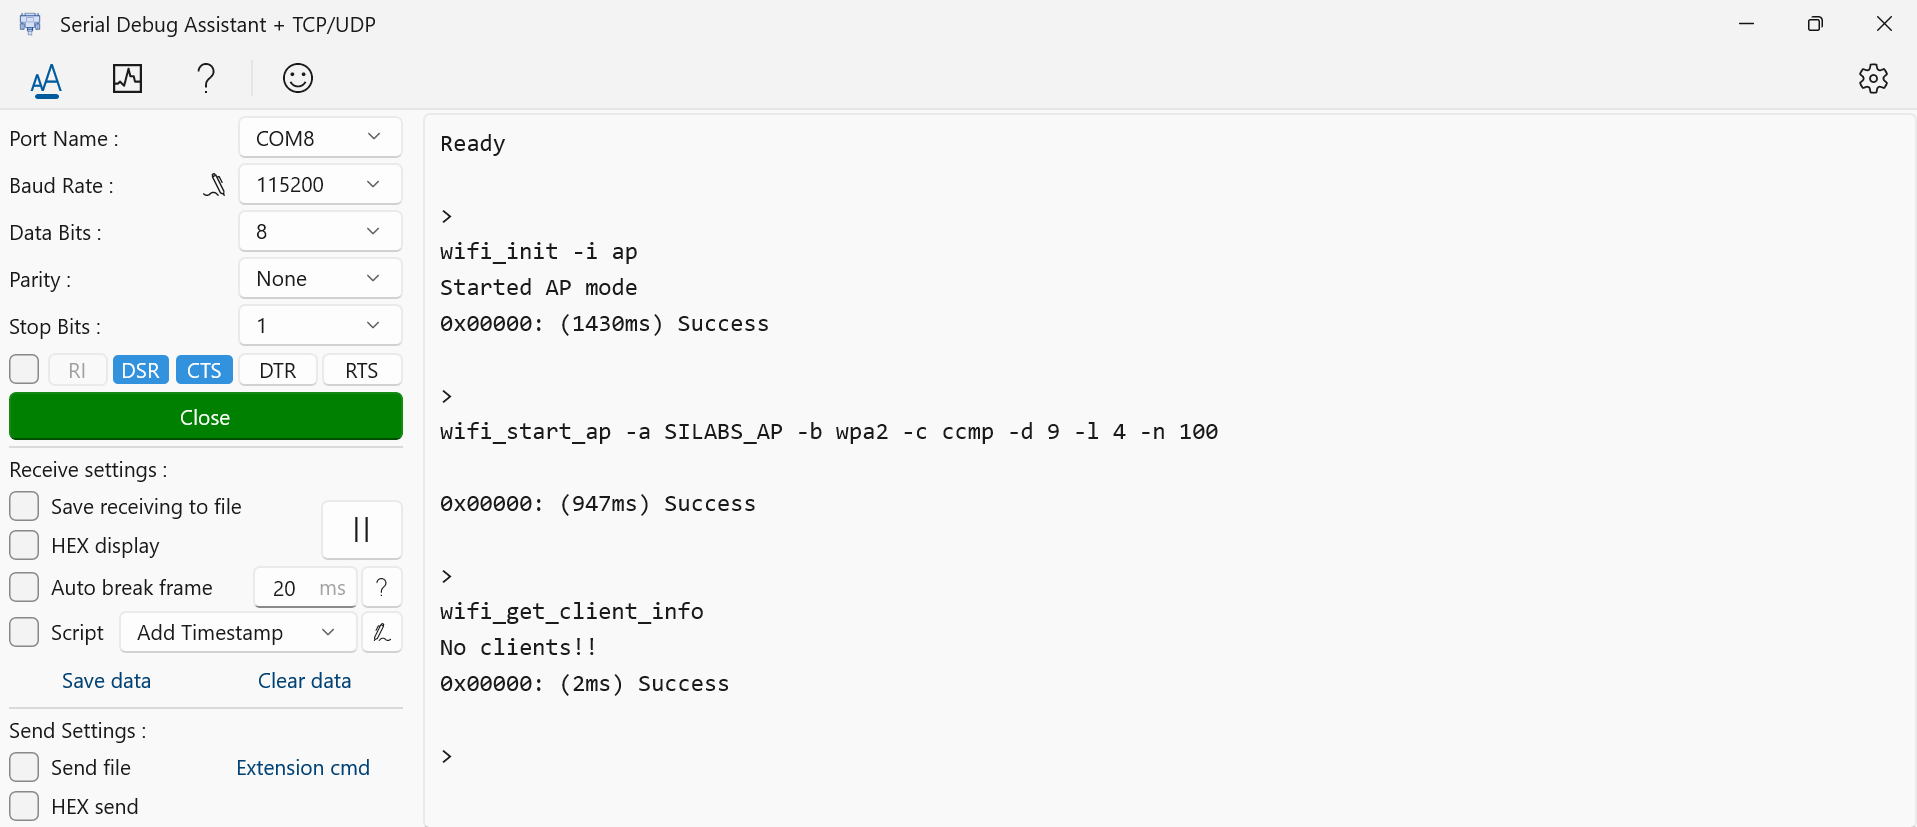 Serial Debug Assistant + TCP/UDP
AA
?
Port Name :
COM8
Baud Rate :
115200
Data Bits :
8
Parity :
None
Stop Bits :
1
RI
DSR
CTS
DTR
RTS
Close
Receive settings :
Save receiving to file
HEX display
Auto break frame
20
ms
?
Script
Add Timestamp
Save data
Clear data
Send Settings :
Send file
Extension cmd
HEX send
Ready
>
wifi_init -i ap
Started AP mode
0x00000: (1430ms) Success
>
wifi_start_ap -a SILABS_AP -b wpa2 -c ccmp -d 9 -l 4 -n 100
0x00000: (947ms) Success
>
wifi_get_client_info
No clients!!
0x00000: (2ms) Success
>